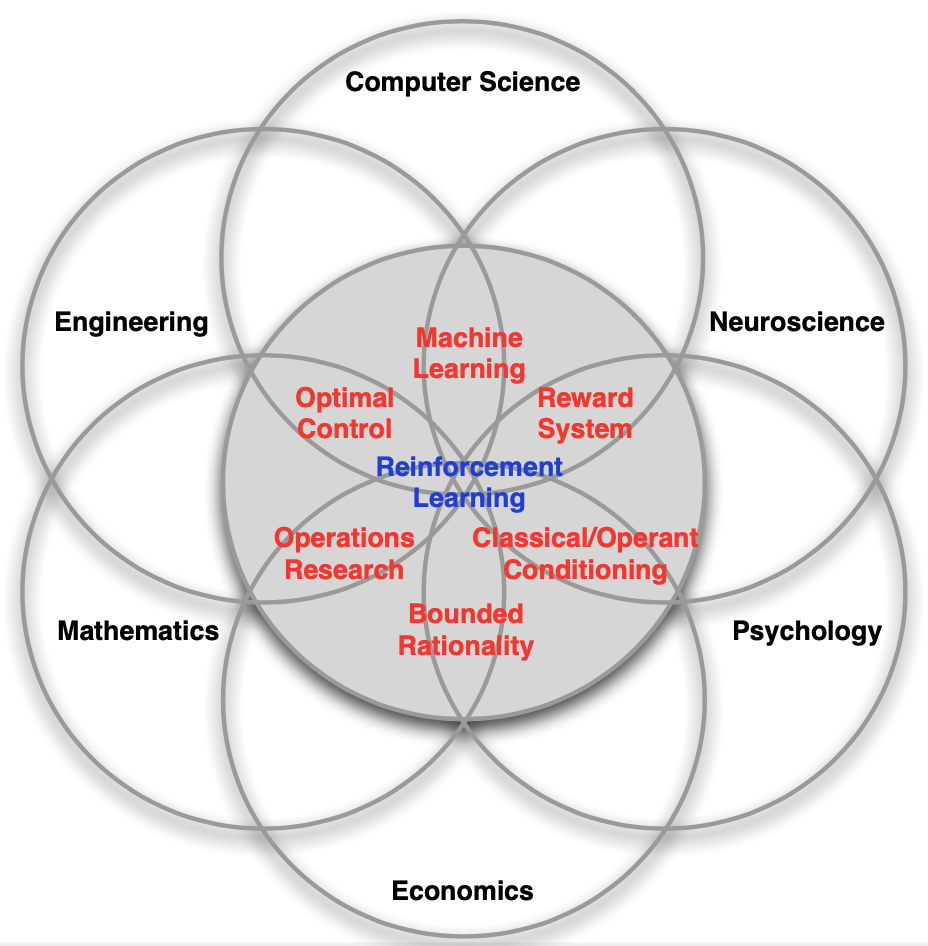 Computer Science
Engineering
Neuroscience
Machine
Learning
Optimal
Control
Reward
System
Reinforcement
Learning
Operations
Research
Classical/Operant
Conditioning
Bounded
Rationality
Mathematics
Psychology
Economics